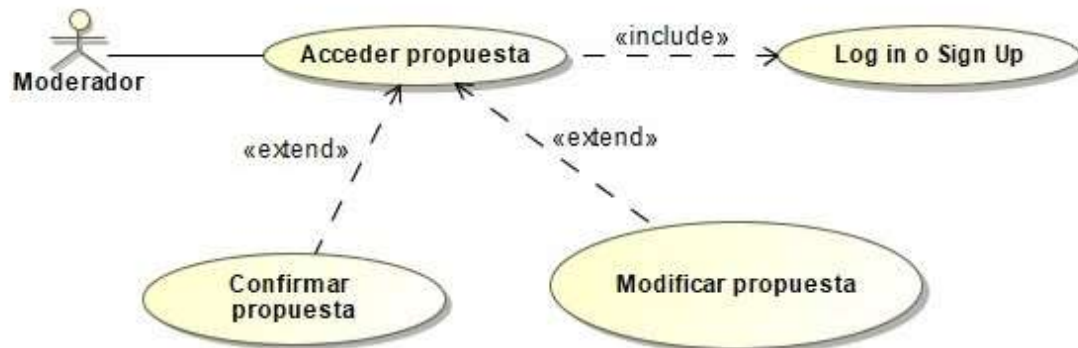 Moderador
Acceder propuesta
«include»
Log in o Sign Up
«extend»
«extend»
Confirmar
propuesta
Modificar propuesta